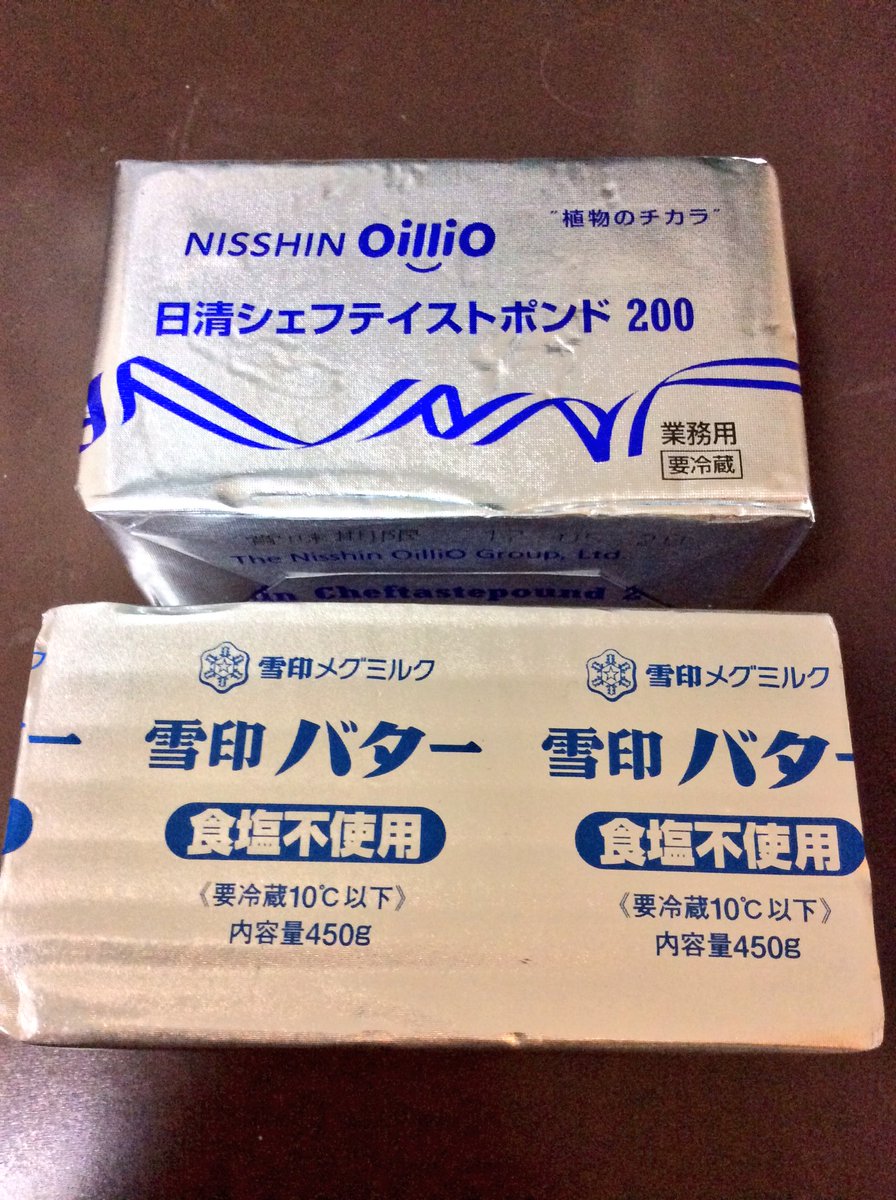 "植物のチカラ"
NISSHIN OilliO
日清シェフテイストポンド 200
業務用
要冷蔵
賞味期限
The Nisshin OilliO Group, Ltd.
Cheftastepound
雪印メグミルク
雪印バター
食塩不使用
《要冷蔵10℃以下》
内容量450g
雪印メグミルク
雪印バター
食塩不使用
《要冷蔵10℃以下》
内容量450g